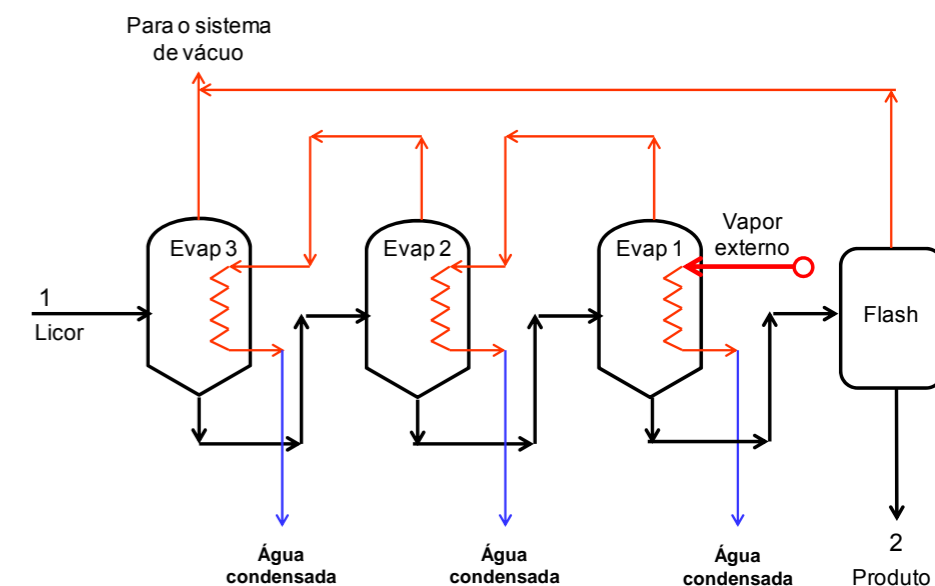 Para o sistema
de vácuo
Evap 3
Evap 2
Evap 1
Vapor
externo
1
Licor
Flash
Água
condensada
Água
condensada
Água
condensada
2
Produto